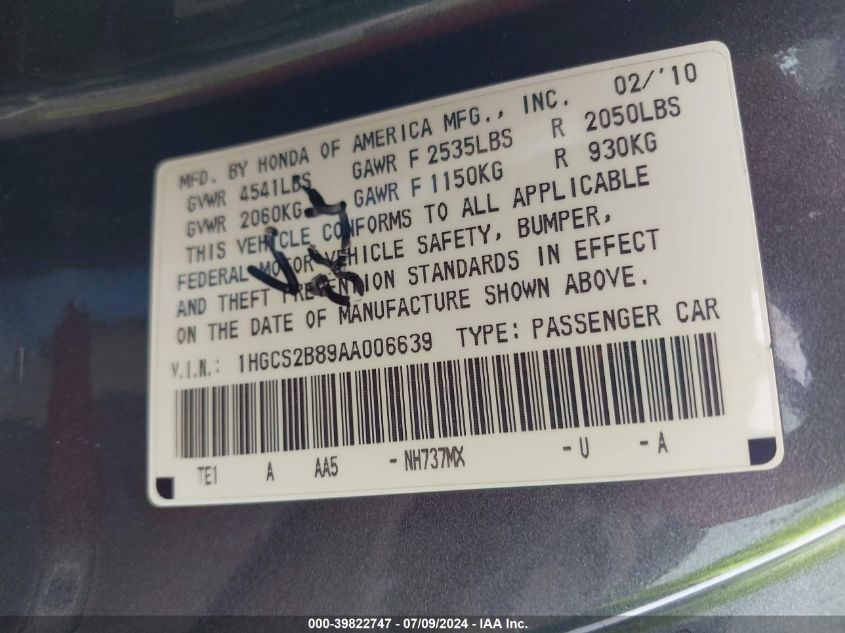 MFD. BY HONDA OF AMERICA MFG., INC. 02/'10
GVWR 4541LBS GAWR F 2535LBS R 2050LBS
GVWR 2060KG GAWR F 1150KG R 930KG
THIS VEHICLE CONFORMS TO ALL APPLICABLE
FEDERAL MOTOR VEHICLE SAFETY, BUMPER,
AND THEFT PREVENTION STANDARDS IN EFFECT
ON THE DATE OF MANUFACTURE SHOWN ABOVE.
V.I.N.: 1HGCS2B89AA006639 TYPE: PASSENGER CAR
TE1 A AA5 - NH737MX - U - A
000-39822747 - 07/09/2024 - IAA Inc.